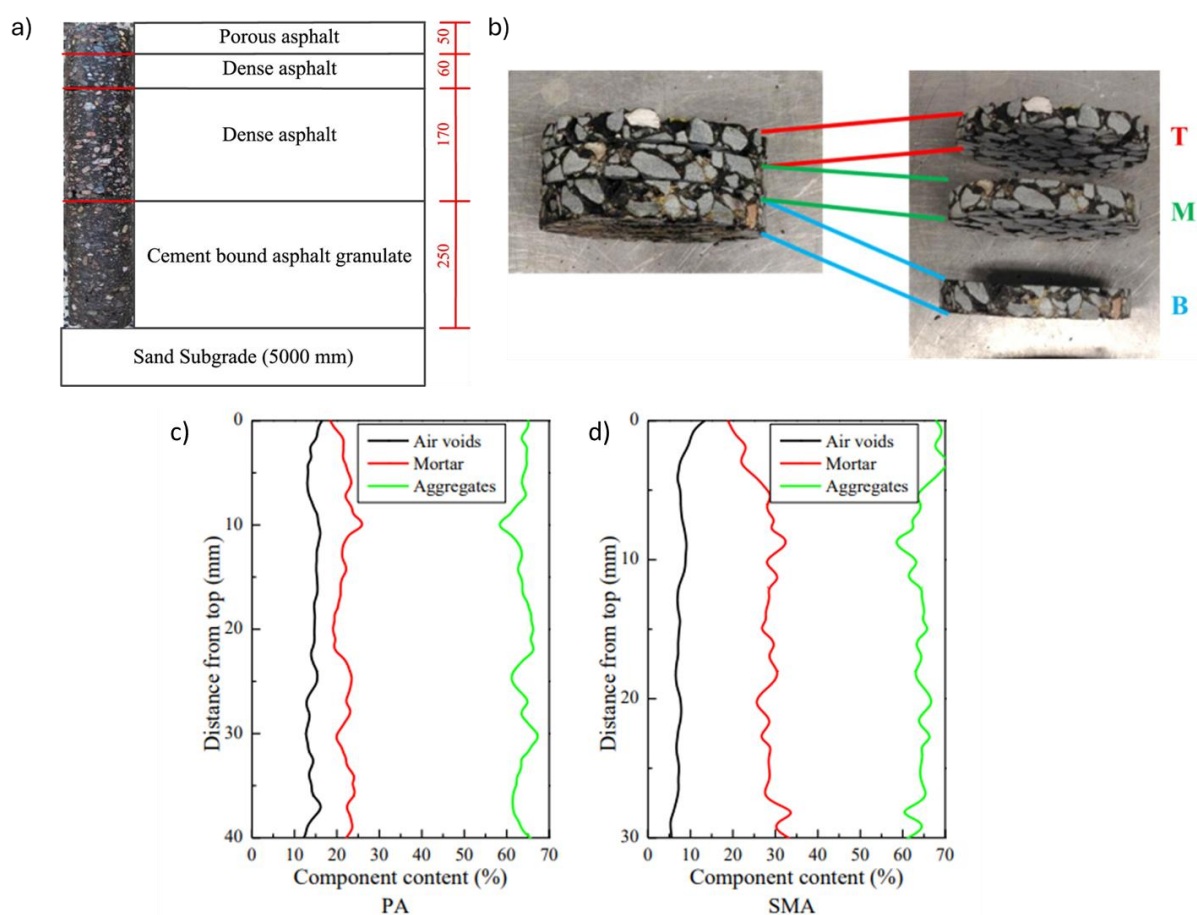 a)
Porous asphalt
50
Dense asphalt
60
Dense asphalt
170
Cement bound asphalt granulate
250
Sand Subgrade (5000 mm)
b)
T
M
B
c)
Air voids
Mortar
Aggregates
0
10
20
30
40
Distance from top (mm)
0 10 20 30 40 50 60 70
Component content (%)
PA
d)
Air voids
Mortar
Aggregates
0
10
20
30
Distance from top (mm)
0 10 20 30 40 50 60 70
Component content (%)
SMA